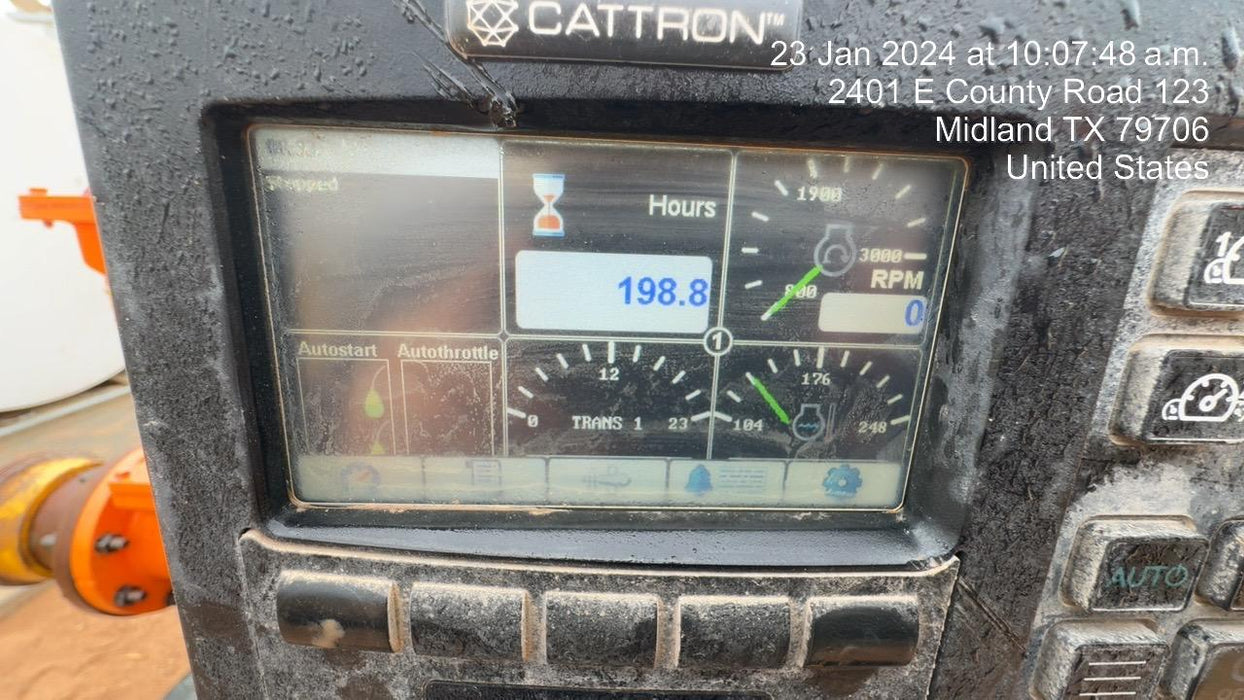 CATTRON™
23 Jan 2024 at 10:07:48 a.m.
2401 E County Road 123
Midland TX 79706
United States
Stopped
Hours
198.8
1900
3000
800
RPM
0
1
Autostart
Autothrottle
12
0 TRANS 1 23
176
104 248
AUTO